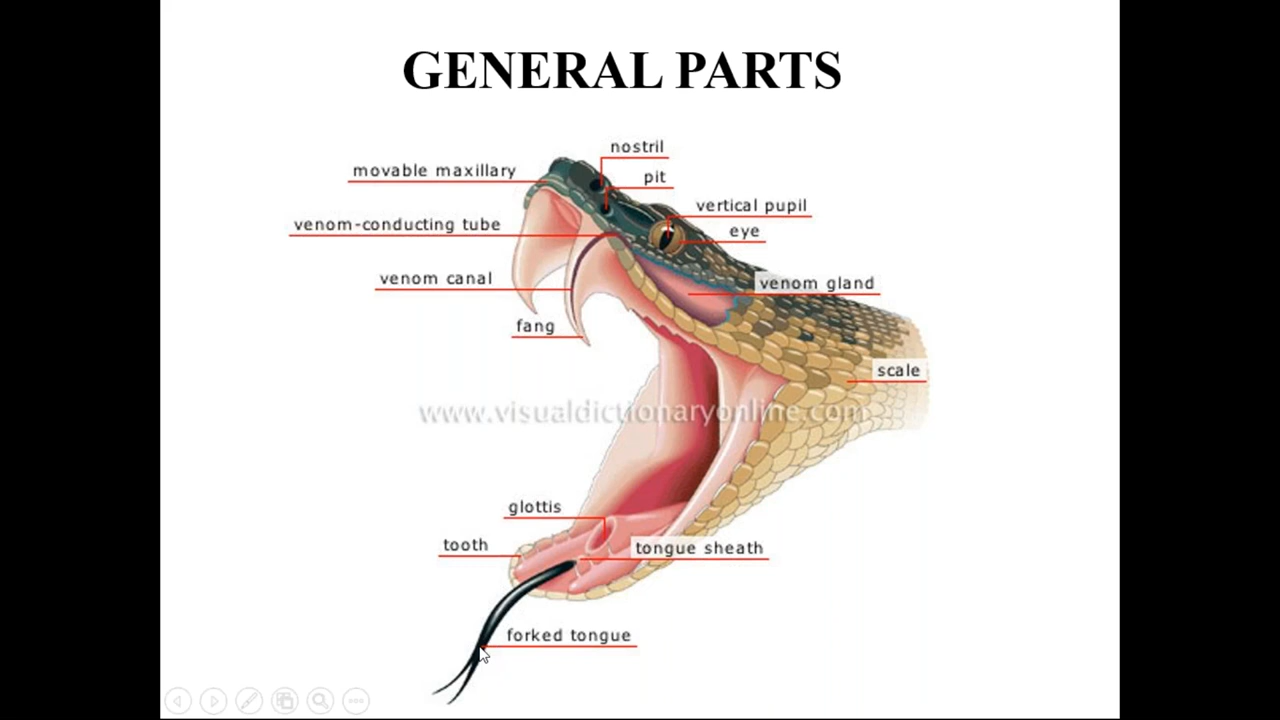 GENERAL PARTS
nostril
movable maxillary
pit
vertical pupil
venom-conducting tube
eye
venom canal
venom gland
fang
scale
www.visualdictionaryonline.com
glottis
tooth
tongue sheath
forked tongue